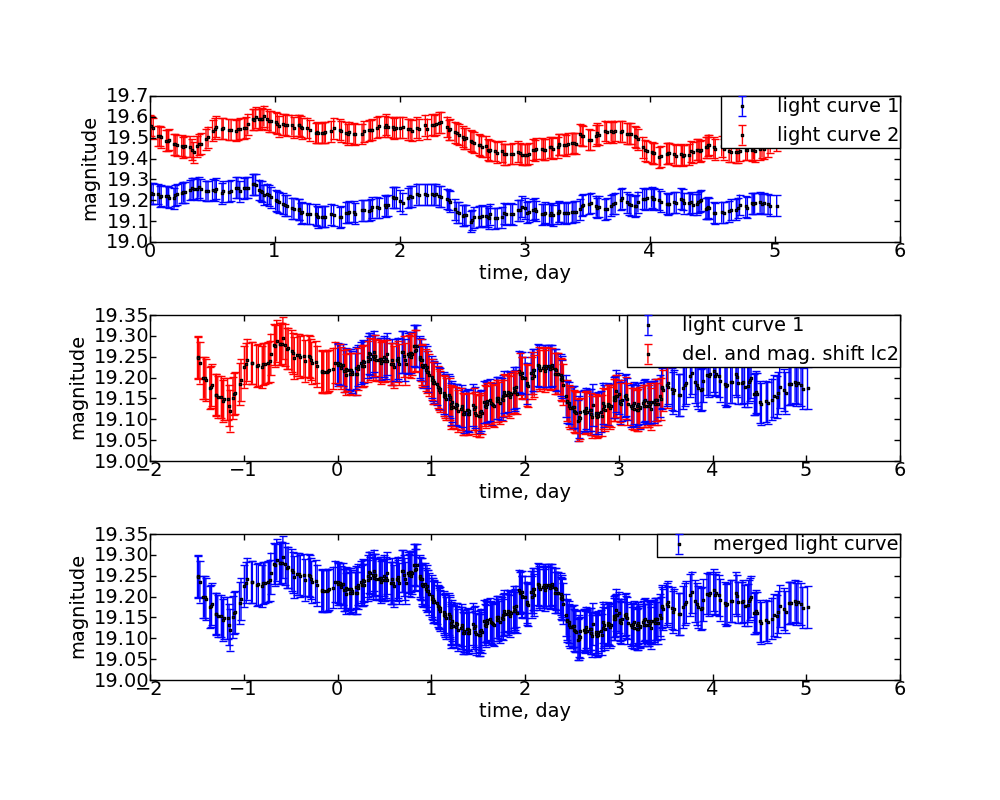 19.7
19.6
19.5
19.4
19.3
19.2
19.1
19.0
magnitude
light curve 1
light curve 2
0 1 2 3 4 5 6
time, day
19.35
19.30
19.25
19.20
19.15
19.10
19.05
19.00
magnitude
light curve 1
del. and mag. shift lc2
−2 −1 0 1 2 3 4 5 6
time, day
19.35
19.30
19.25
19.20
19.15
19.10
19.05
19.00
magnitude
merged light curve
−2 −1 0 1 2 3 4 5 6
time, day